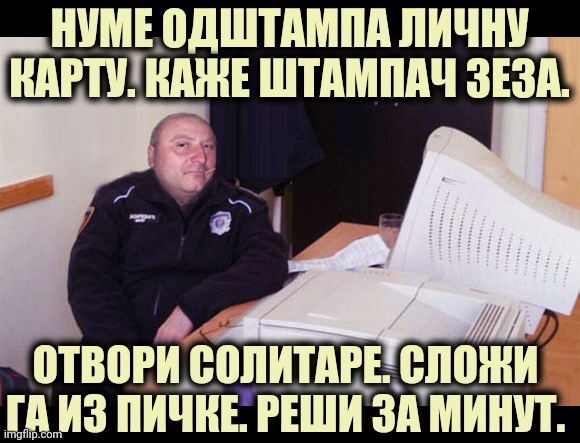 НУМЕ ОДШТАМПА ЛИЧНУ
КАРТУ. КАЖЕ ШТАМПАЧ ЗЕЗА.
ОТВОРИ СОЛИТАРЕ. СЛОЖИ
ГА ИЗ ПИЧКЕ. РЕШИ ЗА МИНУТ.
imgflip.com